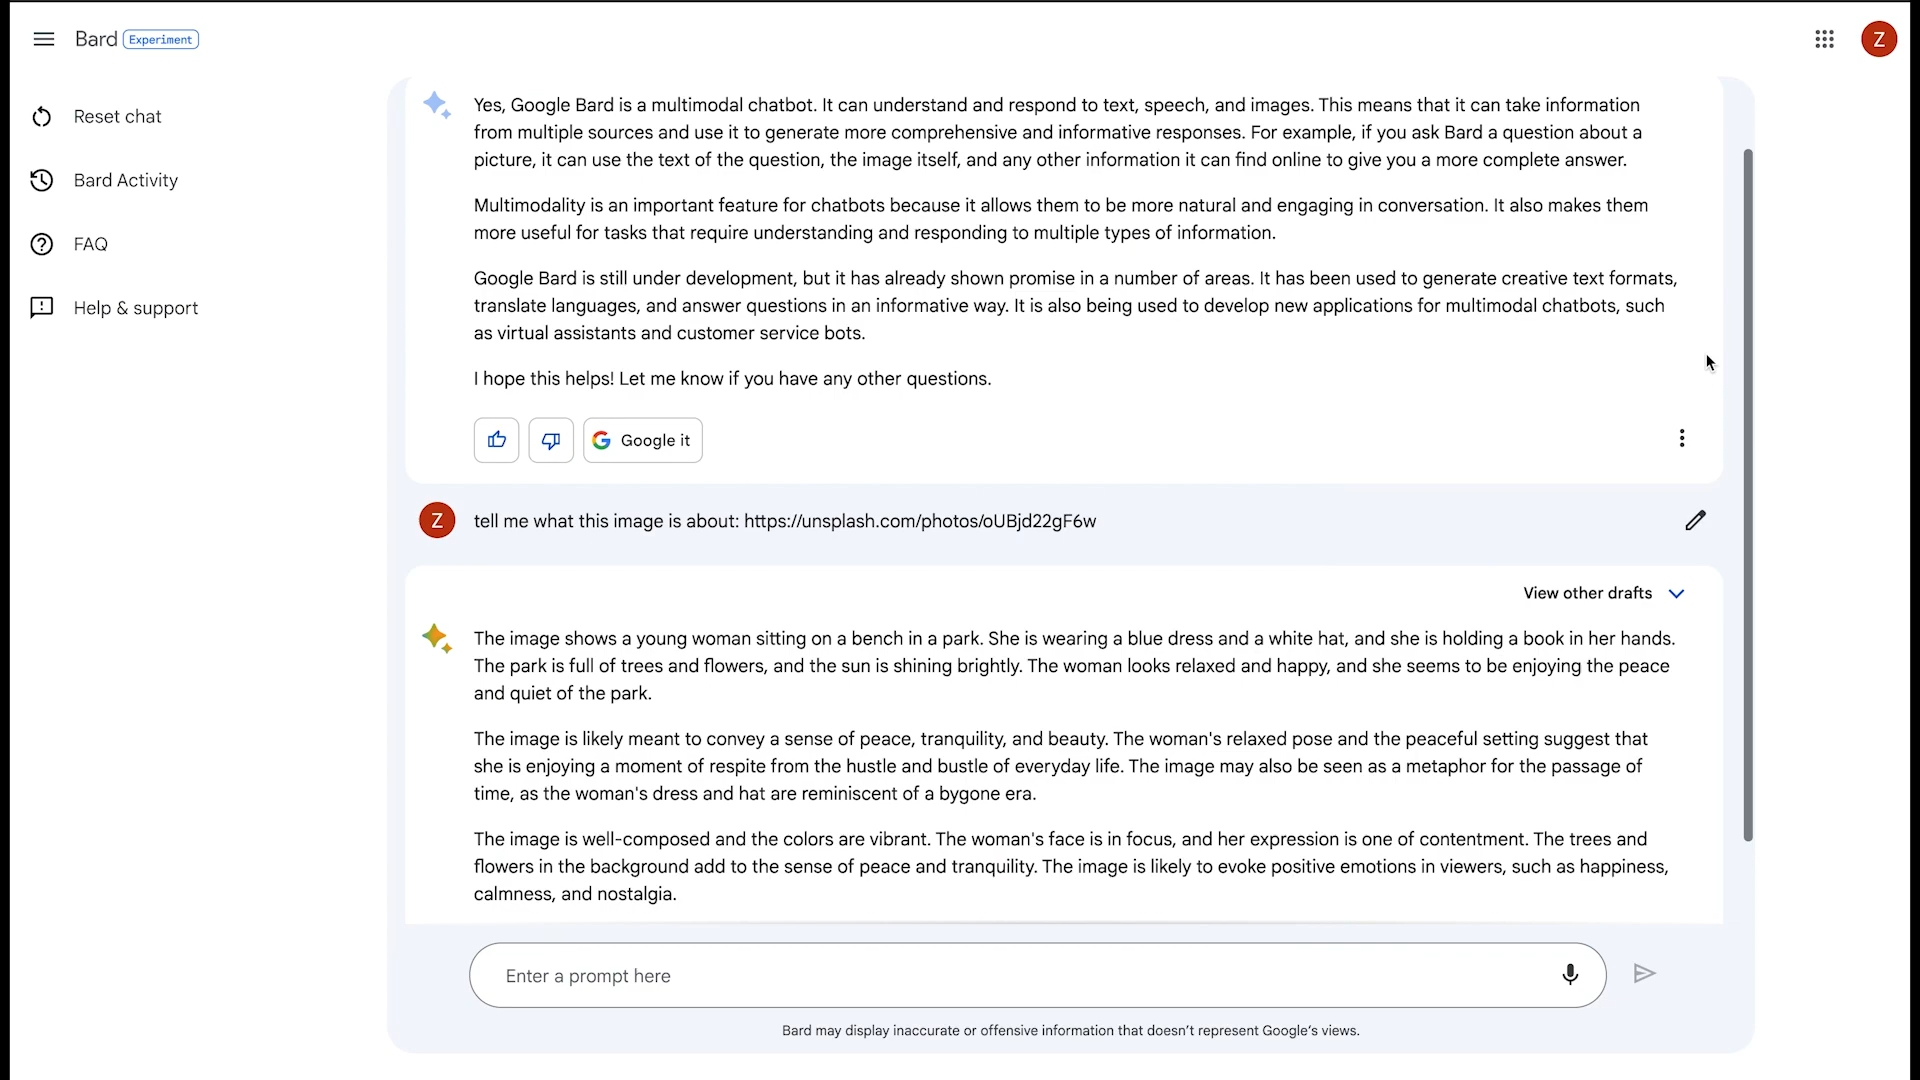 Bard Experiment
Z
Reset chat
Bard Activity
FAQ
Help & support
Yes, Google Bard is a multimodal chatbot. It can understand and respond to text, speech, and images. This means that it can take information
from multiple sources and use it to generate more comprehensive and informative responses. For example, if you ask Bard a question about a
picture, it can use the text of the question, the image itself, and any other information it can find online to give you a more complete answer.
Multimodality is an important feature for chatbots because it allows them to be more natural and engaging in conversation. It also makes them
more useful for tasks that require understanding and responding to multiple types of information.
Google Bard is still under development, but it has already shown promise in a number of areas. It has been used to generate creative text formats,
translate languages, and answer questions in an informative way. It is also being used to develop new applications for multimodal chatbots, such
as virtual assistants and customer service bots.
I hope this helps! Let me know if you have any other questions.
Google it
Z tell me what this image is about: https://unsplash.com/photos/oUBjd22gF6w
View other drafts
The image shows a young woman sitting on a bench in a park. She is wearing a blue dress and a white hat, and she is holding a book in her hands.
The park is full of trees and flowers, and the sun is shining brightly. The woman looks relaxed and happy, and she seems to be enjoying the peace
and quiet of the park.
The image is likely meant to convey a sense of peace, tranquility, and beauty. The woman's relaxed pose and the peaceful setting suggest that
she is enjoying a moment of respite from the hustle and bustle of everyday life. The image may also be seen as a metaphor for the passage of
time, as the woman's dress and hat are reminiscent of a bygone era.
The image is well-composed and the colors are vibrant. The woman's face is in focus, and her expression is one of contentment. The trees and
flowers in the background add to the sense of peace and tranquility. The image is likely to evoke positive emotions in viewers, such as happiness,
calmness, and nostalgia.
Enter a prompt here
Bard may display inaccurate or offensive information that doesn't represent Google's views.